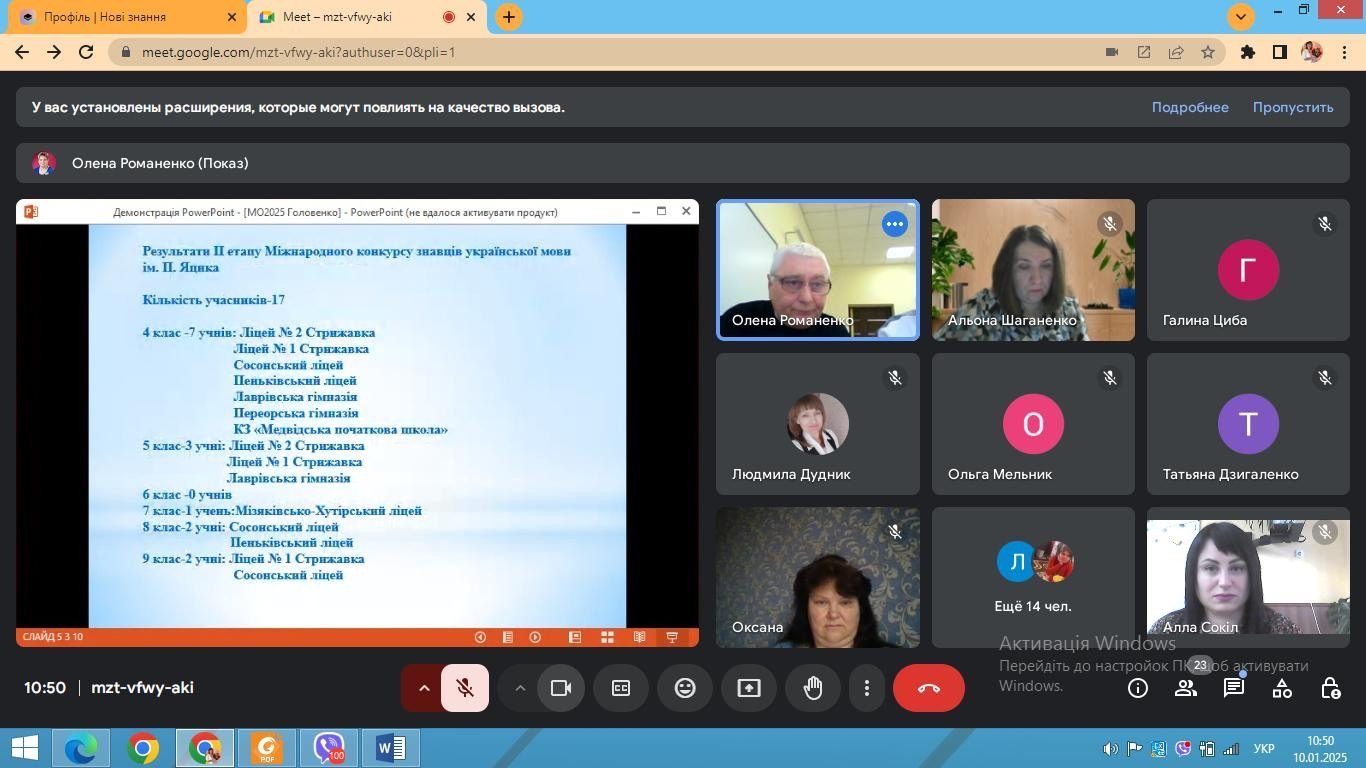 Профіль | Нові знання
Meet – mzt-vfwy-aki
meet.google.com/mzt-vfwy-aki?authuser=0&pli=1
У вас установлены расширения, которые могут повлиять на качество вызова.
Подробнее
Пропустить
Олена Романенко (Показ)
Демонстрація PowerPoint - [МО2025 Головенко] - PowerPoint (не вдалося активувати продукт)
Результати ІІ етапу Міжнародного конкурсу знавців української мови
ім. П. Яцика
Кількість учасників-17
4 клас -7 учнів: Ліцей № 2 Стрижавка
Ліцей № 1 Стрижавка
Сосонський ліцей
Пеньківський ліцей
Лаврівська гімназія
Переорська гімназія
КЗ «Медвідська початкова школа»
5 клас-3 учні: Ліцей № 2 Стрижавка
Ліцей № 1 Стрижавка
Лаврівська гімназія
6 клас -0 учнів
7 клас-1 учень:Мізяківсько-Хутірський ліцей
8 клас-2 учні: Сосонський ліцей
Пеньківський ліцей
9 клас-2 учні: Ліцей № 1 Стрижавка
Сосонський ліцей
СЛАЙД 5 З 10
Олена Романенко
Альона Шаганенко
Г
Галина Циба
Людмила Дудник
О
Ольга Мельник
Т
Татьяна Дзигаленко
Оксана
Л
Ещё 14 чел.
Алла Сокіл
Активація Windows
Перейдіть до настройок ПК, щоб активувати
Windows.
10:50 | mzt-vfwy-aki
23
PDF
100
W
УКР
10:50
10.01.2025